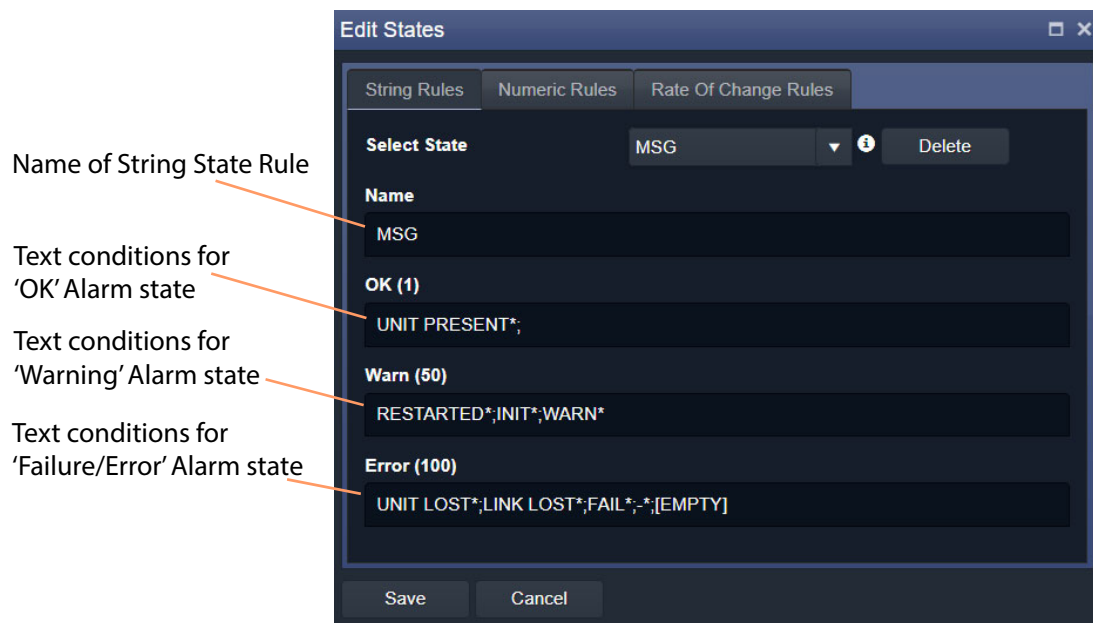 Edit States
String Rules Numeric Rules Rate Of Change Rules
Select State MSG Delete
Name of String State Rule
Name
MSG
Text conditions for
‘OK’ Alarm state
OK (1)
UNIT PRESENT*;
Text conditions for
‘Warning’ Alarm state
Warn (50)
RESTARTED*;INIT*;WARN*
Text conditions for
‘Failure/Error’ Alarm state
Error (100)
UNIT LOST*;LINK LOST*;FAIL*;-*;[EMPTY]
Save Cancel